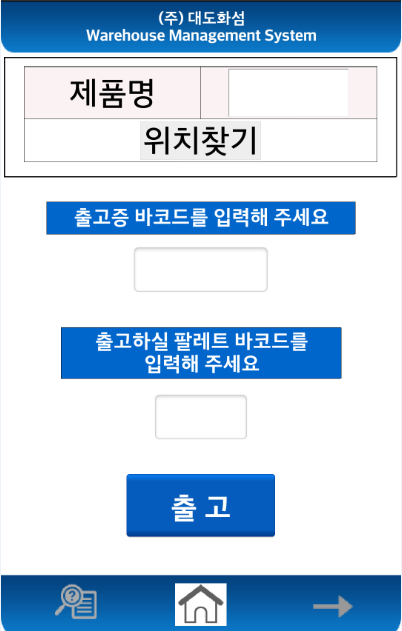 (주) 대도화섬
Warehouse Management System
제품명
위치찾기
출고증 바코드를 입력해 주세요
출고하실 팔레트 바코드를
입력해 주세요
출 고